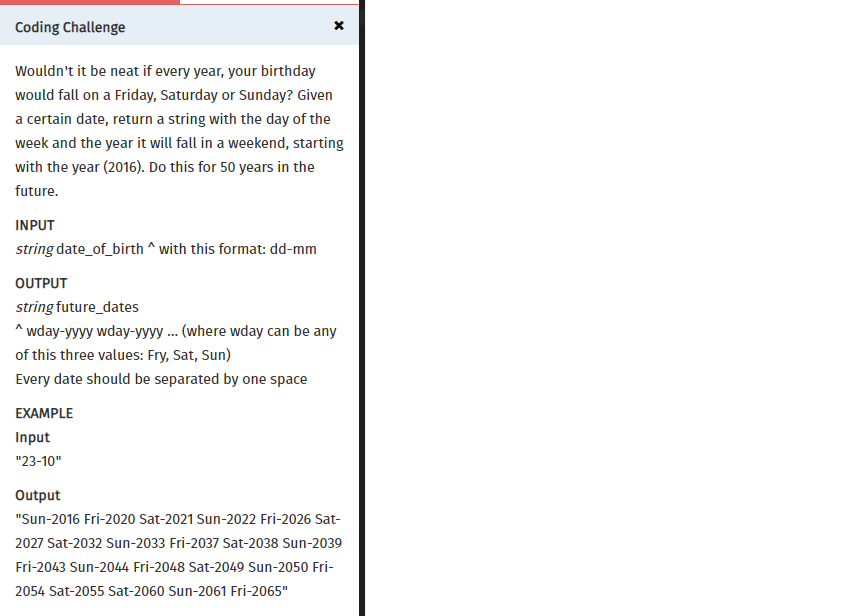 Coding Challenge
Wouldn't it be neat if every year, your birthday
would fall on a Friday, Saturday or Sunday? Given
a certain date, return a string with the day of the
week and the year it will fall in a weekend, starting
with the year (2016). Do this for 50 years in the
future.
INPUT
string date_of_birth ^ with this format: dd-mm
OUTPUT
string future_dates
^ wday-yyyy wday-yyyy ... (where wday can be any
of this three values: Fry, Sat, Sun)
Every date should be separated by one space
EXAMPLE
Input
"23-10"
Output
"Sun-2016 Fri-2020 Sat-2021 Sun-2022 Fri-2026 Sat-
2027 Sat-2032 Sun-2033 Fri-2037 Sat-2038 Sun-2039
Fri-2043 Sun-2044 Fri-2048 Sat-2049 Sun-2050 Fri-
2054 Sat-2055 Sat-2060 Sun-2061 Fri-2065"